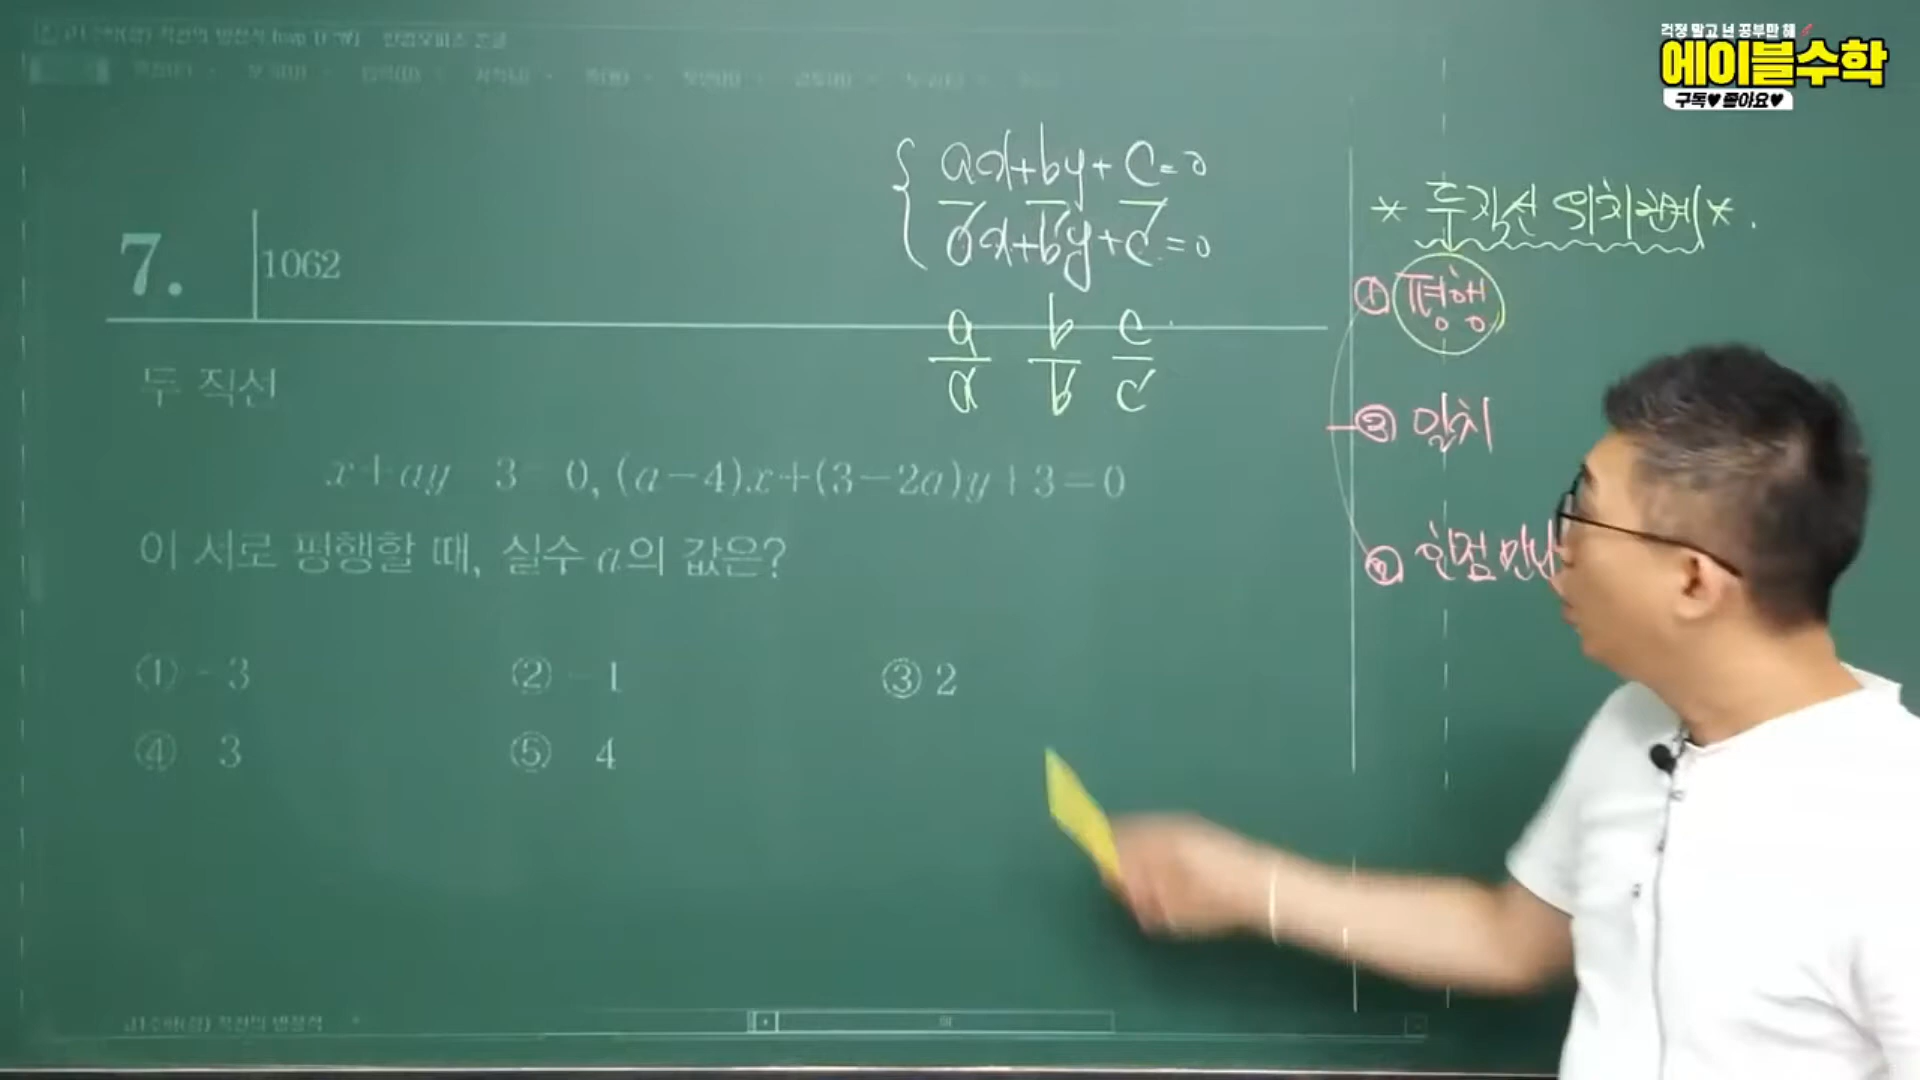 걱정 말고 넌 공부만 해
에이블수학
구독♥ 좋아요♥
7.
1062
두 직선
x+ay-3=0, (a-4)x+(3-2a)y+3=0
이 서로 평행할 때, 실수 a의 값은?
① -3
② -1
③ 2
④ 3
⑤ 4
ax+by+c=0
a'x+b'y+c'=0
a/a' b/b' c/c'
* 두직선 위치관계 *.
① 평행
② 일치
③ 한점 만나